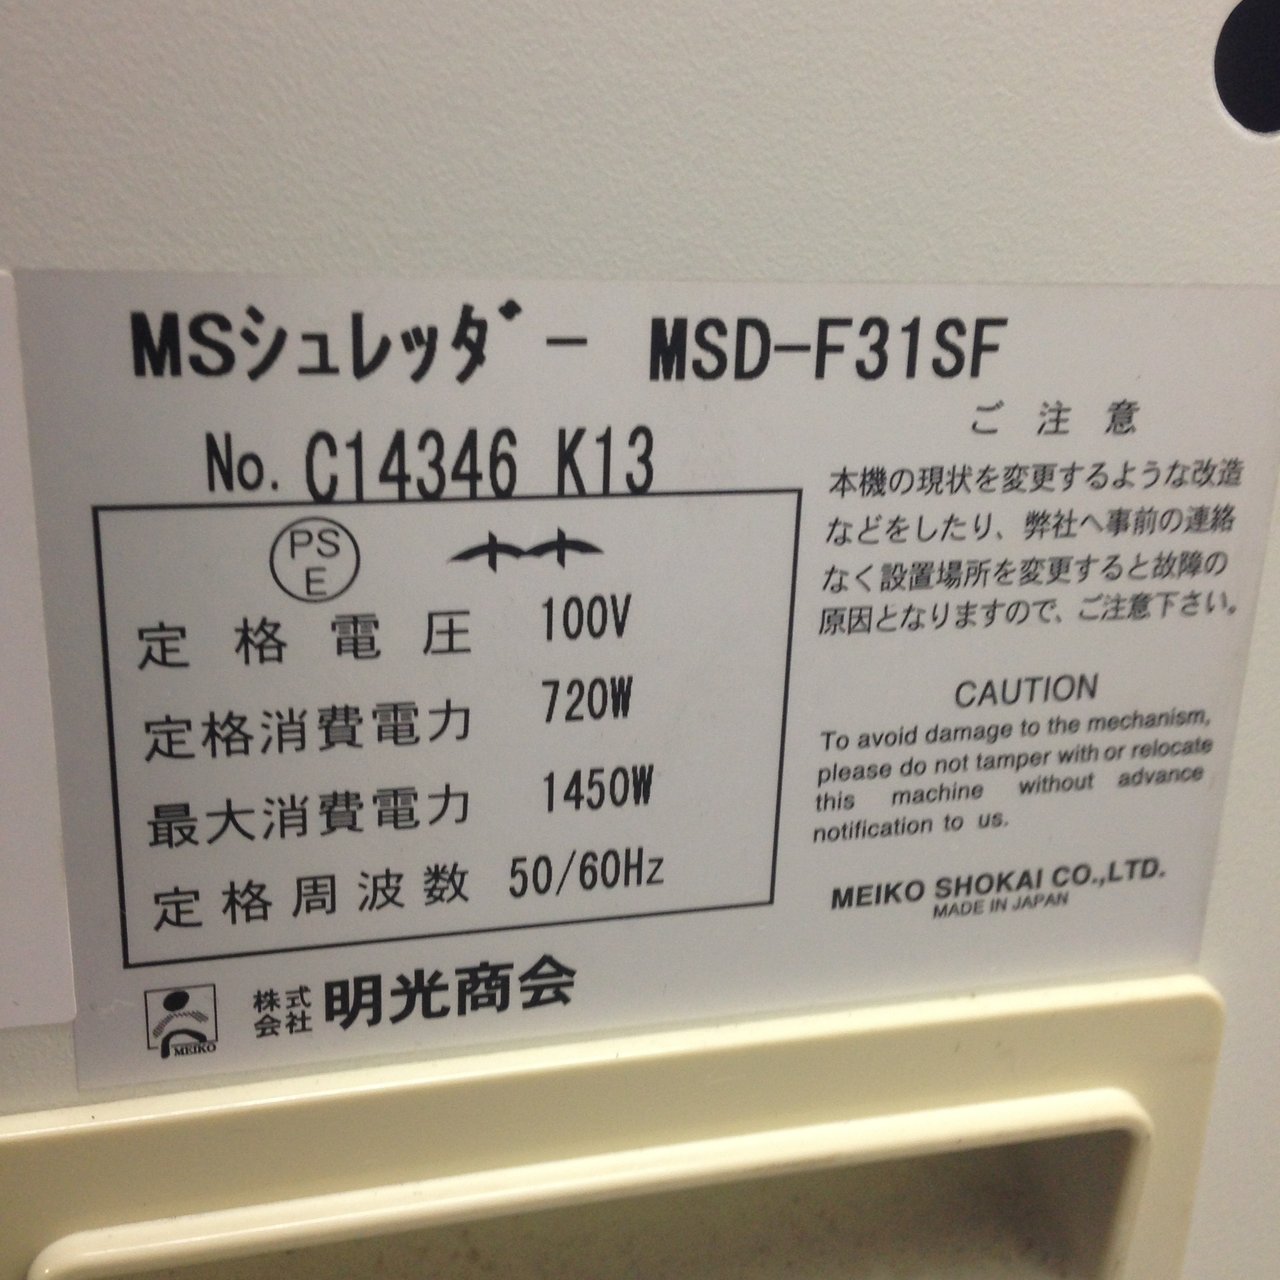 MSシュレッダー MSD-F31SF
No. C14346 K13
PS
E
定格電圧 100V
定格消費電力 720W
最大消費電力 1450W
定格周波数 50/60Hz
MEIKO
株式会社 明光商会
ご注意
本機の現状を変更するような改造
などをしたり、弊社へ事前の連絡
なく設置場所を変更すると故障の
原因となりますので、ご注意下さい。
CAUTION
To avoid damage to the mechanism,
please do not tamper with or relocate
this machine without advance
notification to us.
MEIKO SHOKAI CO.,LTD.
MADE IN JAPAN